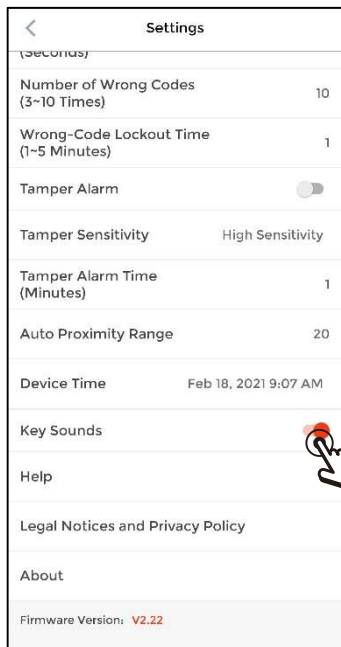 Settings
(Seconds)
Number of Wrong Codes
(3~10 Times)
10
Wrong-Code Lockout Time
(1~5 Minutes)
1
Tamper Alarm
Tamper Sensitivity
High Sensitivity
Tamper Alarm Time
(Minutes)
1
Auto Proximity Range
20
Device Time
Feb 18, 2021 9:07 AM
Key Sounds
Help
Legal Notices and Privacy Policy
About
Firmware Version: V2.22